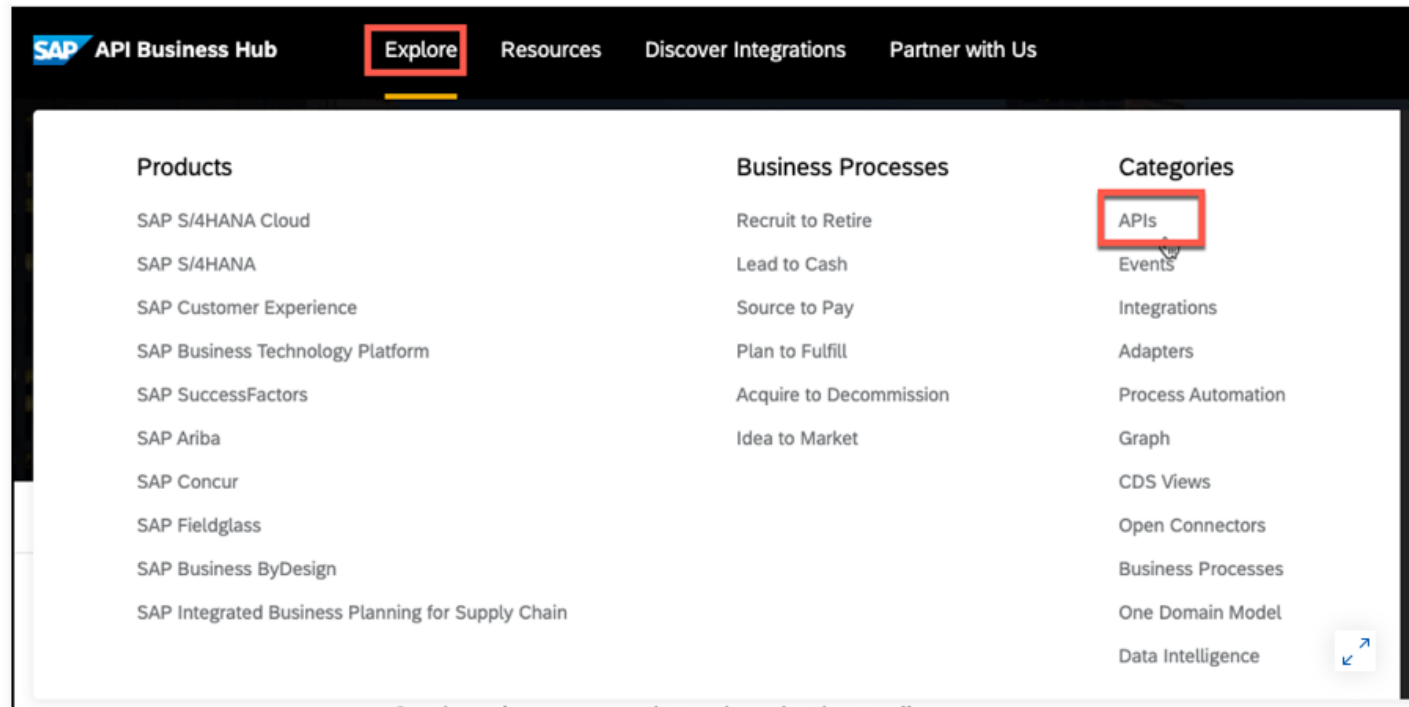 SAP API Business Hub Explore Resources Discover Integrations Partner with Us
Products
SAP S/4HANA Cloud
SAP S/4HANA
SAP Customer Experience
SAP Business Technology Platform
SAP SuccessFactors
SAP Ariba
SAP Concur
SAP Fieldglass
SAP Business ByDesign
SAP Integrated Business Planning for Supply Chain
Business Processes
Recruit to Retire
Lead to Cash
Source to Pay
Plan to Fulfill
Acquire to Decommission
Idea to Market
Categories
APIs
Events
Integrations
Adapters
Process Automation
Graph
CDS Views
Open Connectors
Business Processes
One Domain Model
Data Intelligence